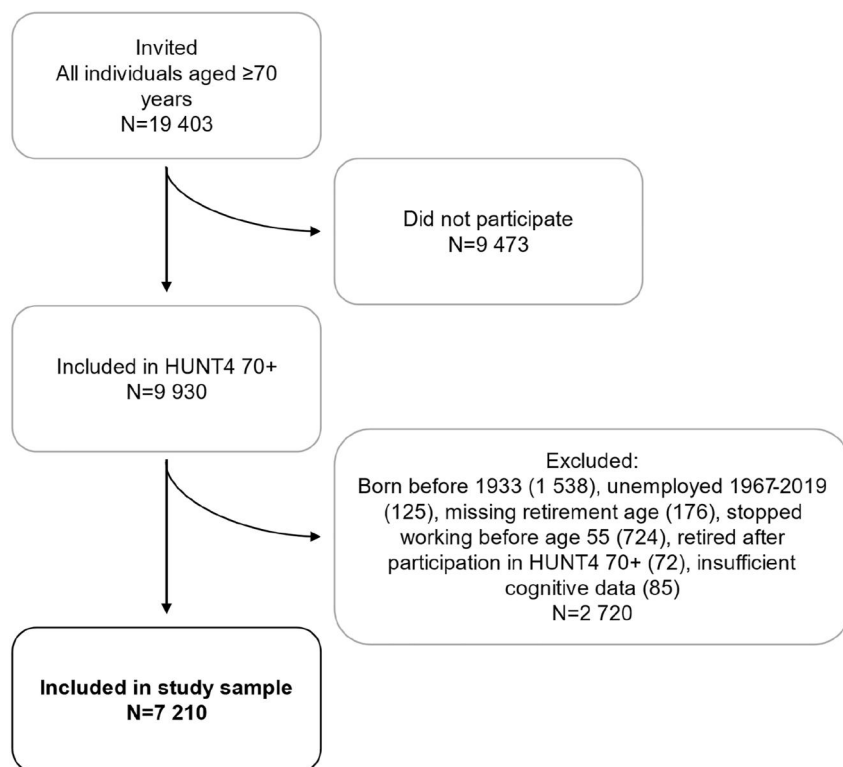 Invited
All individuals aged ≥70
years
N=19 403
Did not participate
N=9 473
Included in HUNT4 70+
N=9 930
Excluded:
Born before 1933 (1 538), unemployed 1967-2019
(125), missing retirement age (176), stopped
working before age 55 (724), retired after
participation in HUNT4 70+ (72), insufficient
cognitive data (85)
N=2 720
Included in study sample
N=7 210